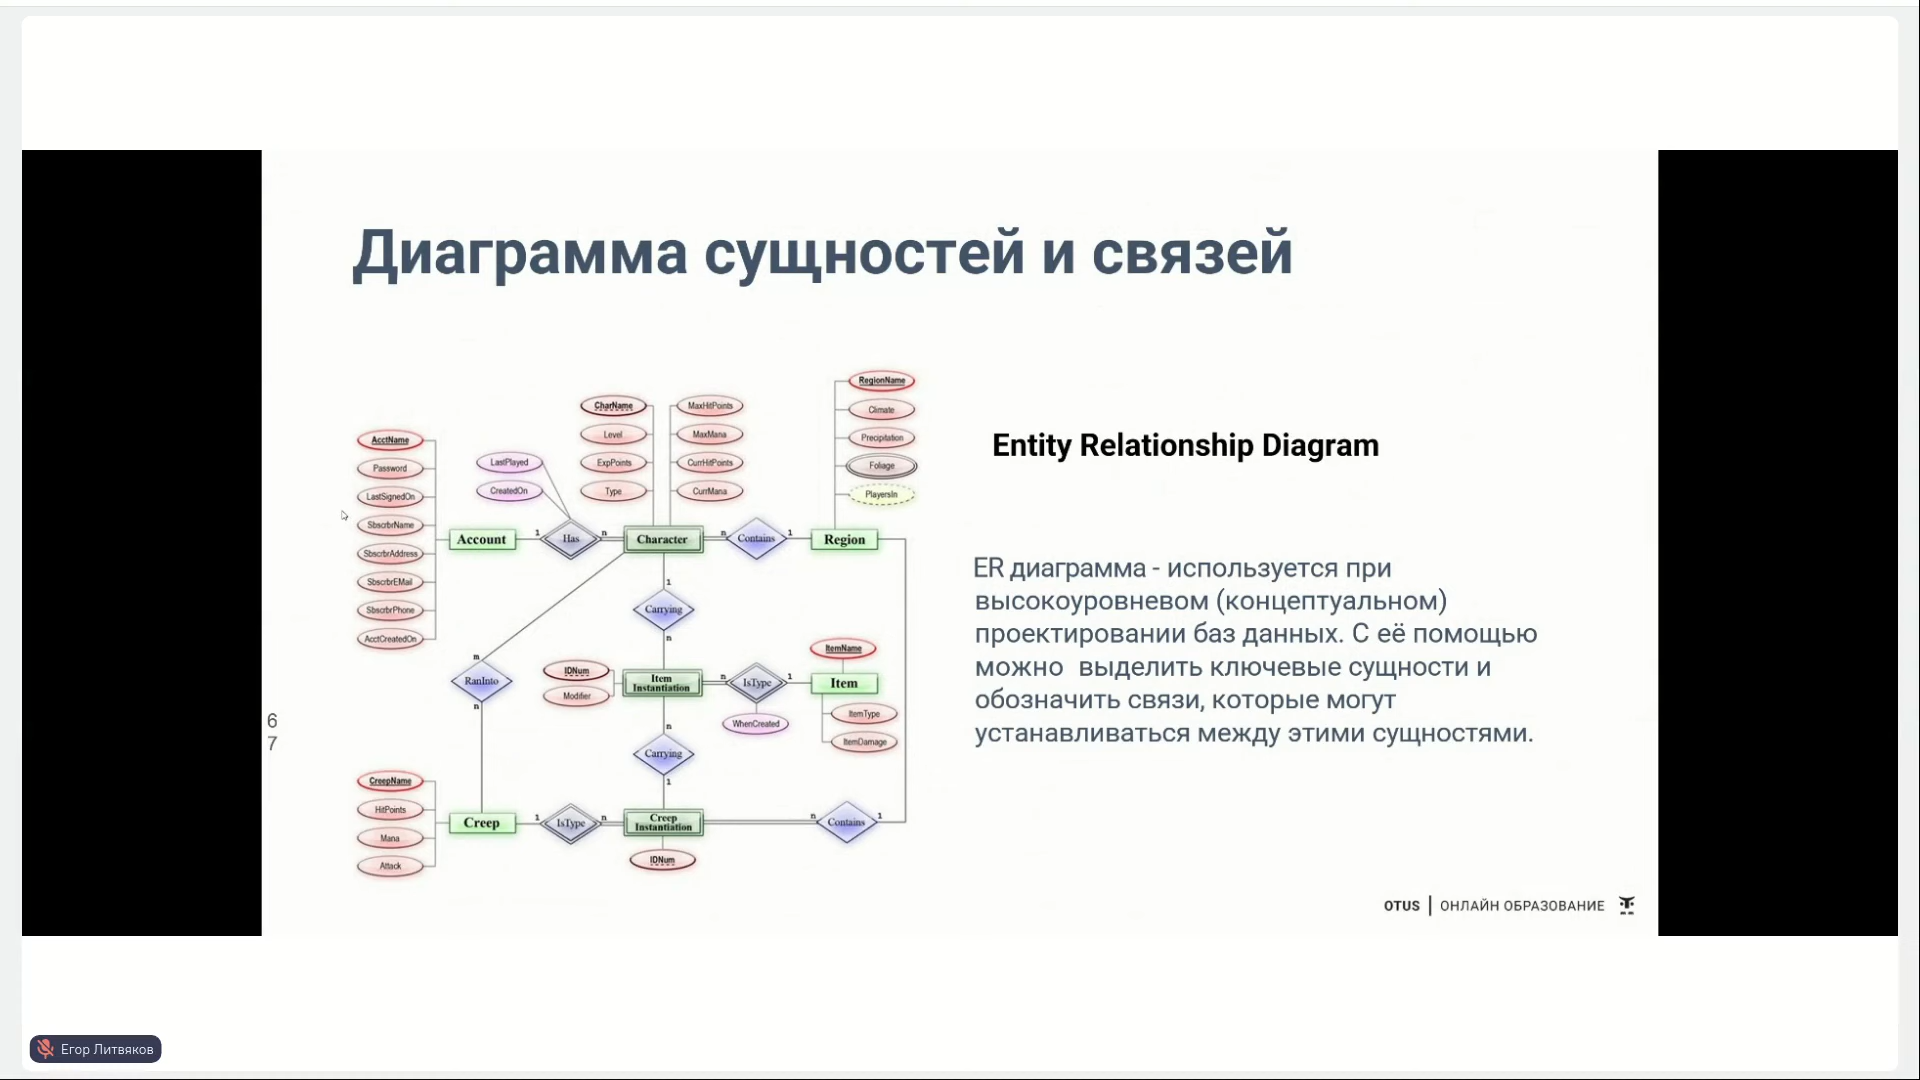 Диаграмма сущностей и связей
RegionName
Climate
Precipitation
Foliage
PlayersIn
CharName
Level
ExpPoints
Type
MaxHitPoints
MaxMana
CurrHitPoints
CurrMana
LastPlayed
CreatedOn
AcctName
Password
LastSignedOn
SbscrbrName
SbscrbrAddress
SbscrbrEMail
SbscrbrPhone
AcctCreatedOn
Account
1
Has
n
Character
n
Contains
1
Region
1
Carrying
n
m
RanInto
n
IDNum
Modifier
Item
Instantiation
n
IsType
1
WhenCreated
ItemName
Item
ItemType
ItemDamage
n
Carrying
1
CreepName
HitPoints
Mana
Attack
Creep
1
IsType
n
Creep
Instantiation
IDNum
n
Contains
1
Entity Relationship Diagram
ER диаграмма - используется при
высокоуровневом (концептуальном)
проектировании баз данных. С её помощью
можно выделить ключевые сущности и
обозначить связи, которые могут
устанавливаться между этими сущностями.
6
7
OTUS | ОНЛАЙН ОБРАЗОВАНИЕ
Егор Литвяков